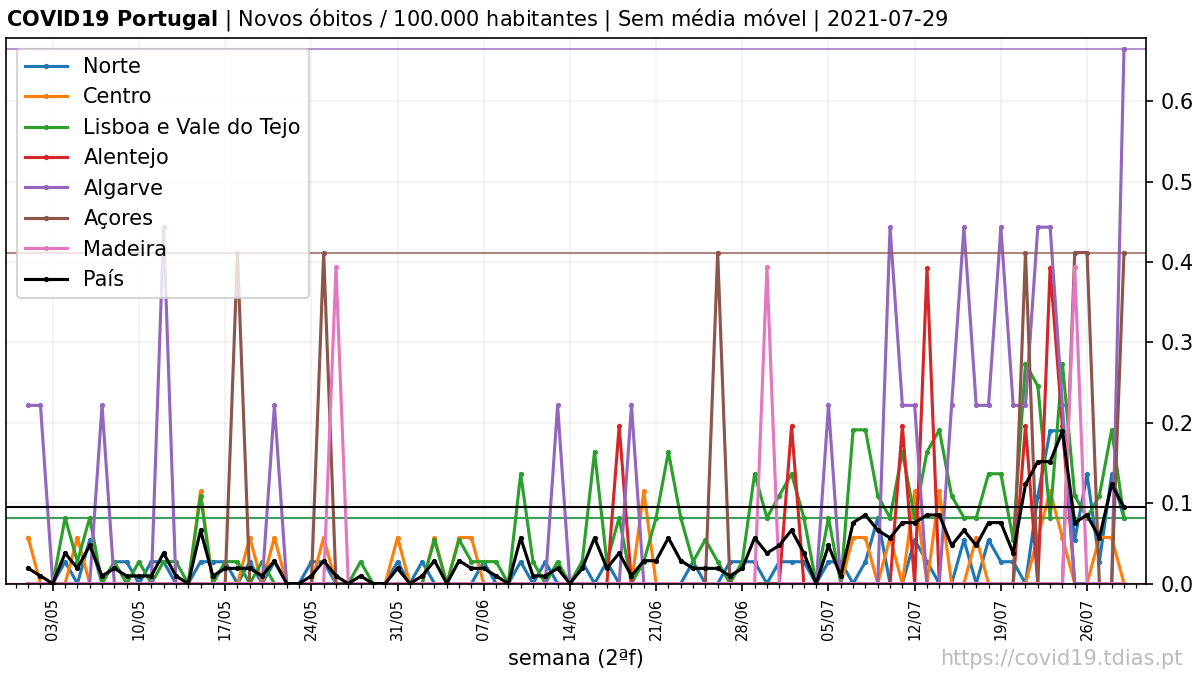 COVID19 Portugal | Novos óbitos / 100.000 habitantes | Sem média móvel | 2021-07-29
Norte
Centro
Lisboa e Vale do Tejo
Alentejo
Algarve
Açores
Madeira
País
0.6
0.5
0.4
0.3
0.2
0.1
0.0
03/05
10/05
17/05
24/05
31/05
07/06
14/06
21/06
28/06
05/07
12/07
19/07
26/07
semana (2ªf)
https://covid19.tdias.pt